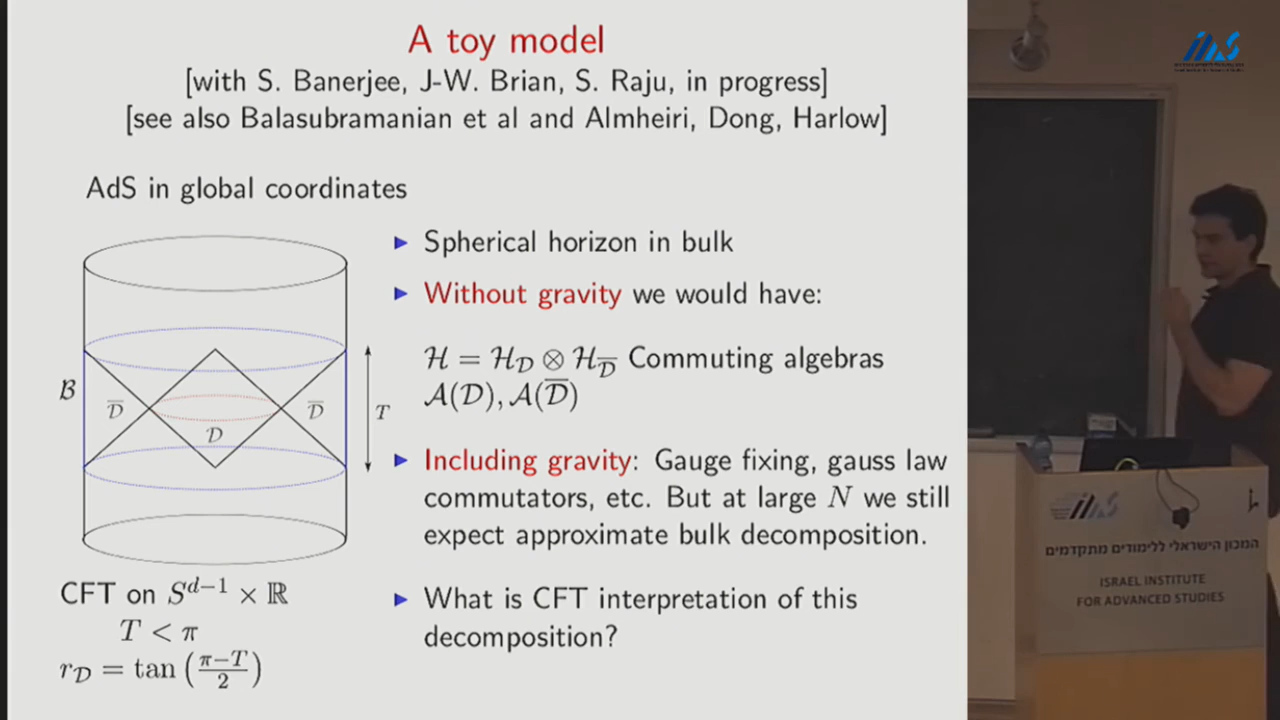 A toy model
[with S. Banerjee, J-W. Brian, S. Raju, in progress]
[see also Balasubramanian et al and Almheiri, Dong, Harlow]
AdS in global coordinates
B
D̅
D
D̅
T
CFT on S^{d−1} × ℝ
T < π
r_D = tan((π−T)/2)
▶ Spherical horizon in bulk
▶ Without gravity we would have:
H = H_D ⊗ H_D̅ Commuting algebras
A(D), A(D̅)
▶ Including gravity: Gauge fixing, gauss law
commutators, etc. But at large N we still
expect approximate bulk decomposition.
▶ What is CFT interpretation of this
decomposition?
המכון הישראלי ללימודים מתקדמים
ISRAEL INSTITUTE
FOR ADVANCED STUDIES